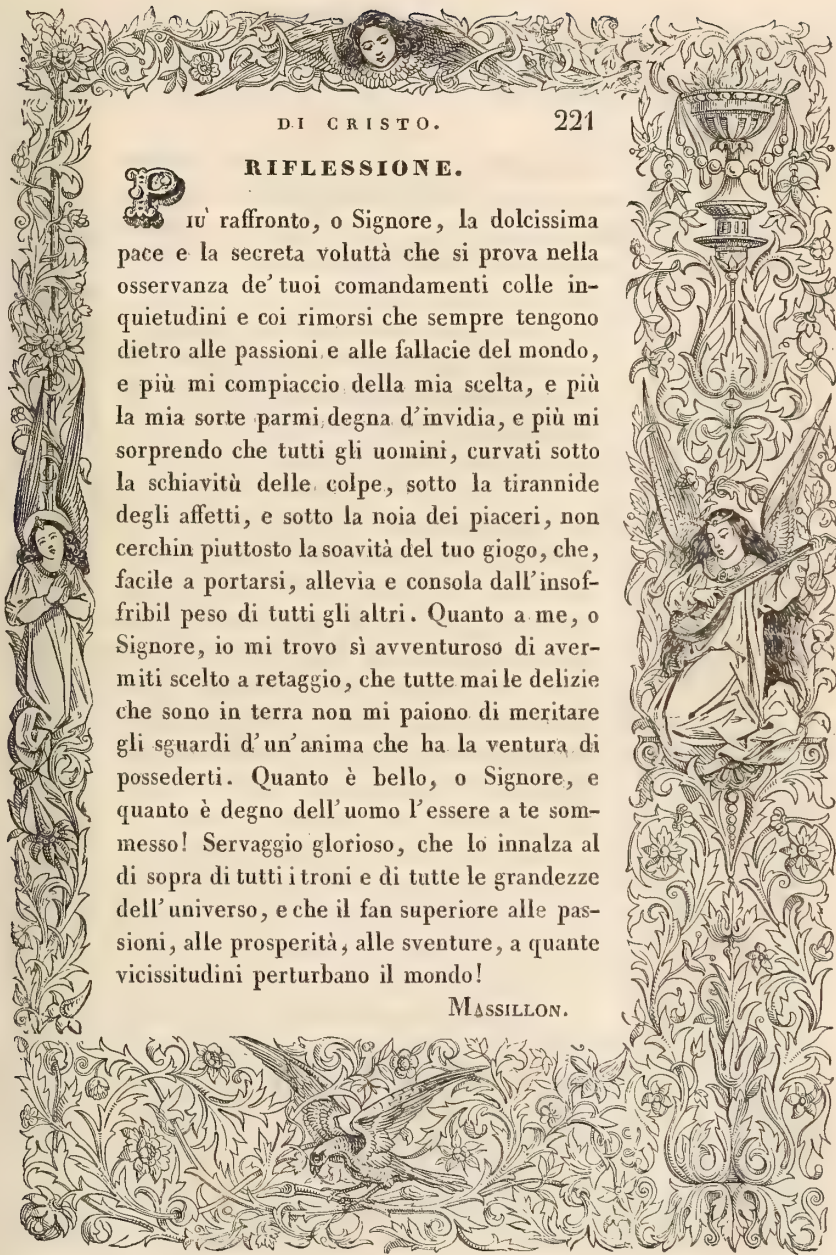 DI CRISTO. 221
RIFLESSIONE.
PIU' raffronto, o Signore, la dolcissima
pace e la secreta voluttà che si prova nella
osservanza de' tuoi comandamenti colle in-
quietudini e coi rimorsi che sempre tengono
dietro alle passioni e alle fallacie del mondo,
e più mi compiaccio della mia scelta, e più
la mia sorte parmi degna d'invidia, e più mi
sorprendo che tutti gli uomini, curvati sotto
la schiavitù delle colpe, sotto la tirannide
degli affetti, e sotto la noia dei piaceri, non
cerchin piuttosto la soavità del tuo giogo, che,
facile a portarsi, allevia e consola dall'insof-
fribil peso di tutti gli altri. Quanto a me, o
Signore, io mi trovo sì avventuroso di aver-
miti scelto a retaggio, che tutte mai le delizie
che sono in terra non mi paiono di meritare
gli sguardi d'un'anima che ha la ventura di
possederti. Quanto è bello, o Signore, e
quanto è degno dell'uomo l'essere a te som-
messo! Servaggio glorioso, che lo innalza al
di sopra di tutti i troni e di tutte le grandezze
dell'universo, e che il fan superiore alle pas-
sioni, alle prosperità, alle sventure, a quante
vicissitudini perturbano il mondo!
MASSILLON.